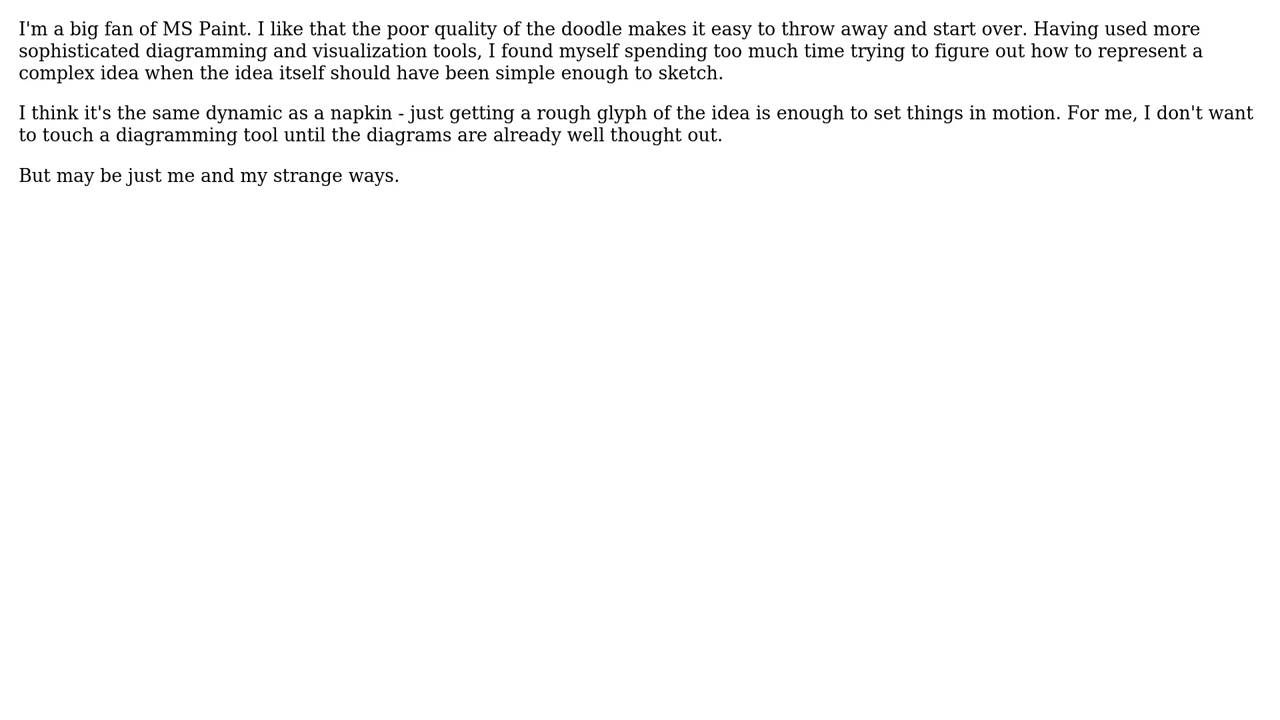 I'm a big fan of MS Paint. I like that the poor quality of the doodle makes it easy to throw away and start over. Having used more
sophisticated diagramming and visualization tools, I found myself spending too much time trying to figure out how to represent a
complex idea when the idea itself should have been simple enough to sketch.
I think it's the same dynamic as a napkin - just getting a rough glyph of the idea is enough to set things in motion. For me, I don't want
to touch a diagramming tool until the diagrams are already well thought out.
But may be just me and my strange ways.